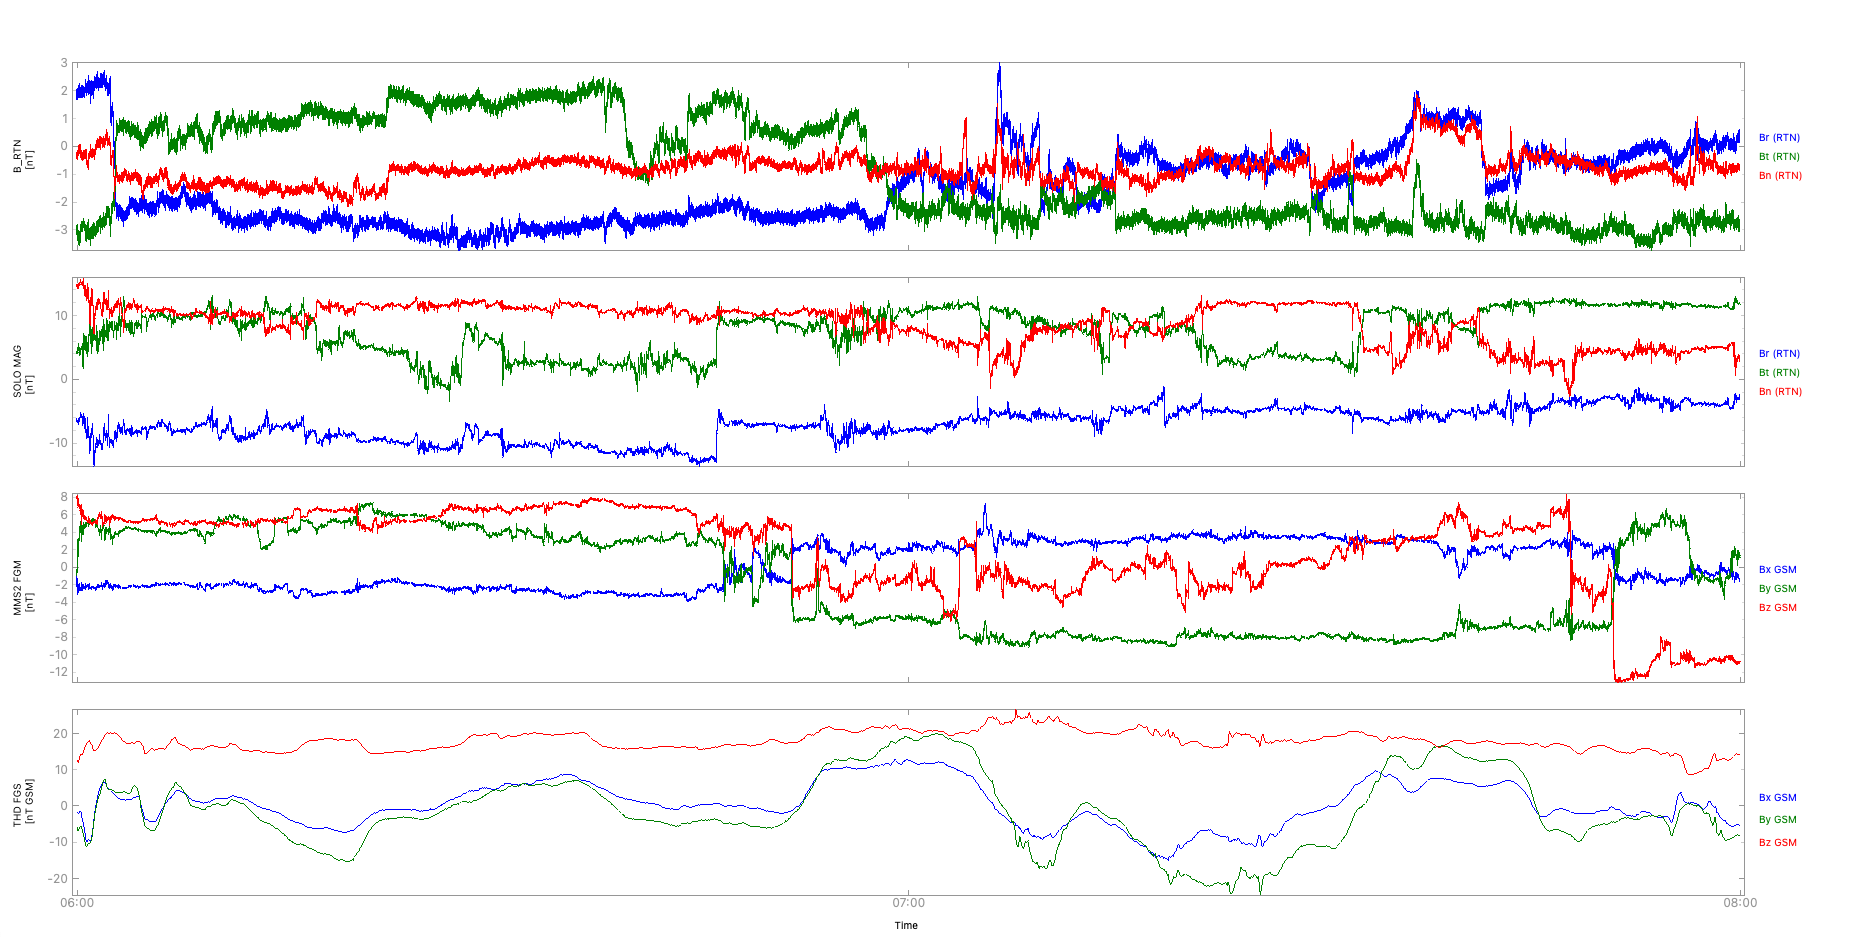 3
2
1
0
-1
-2
-3
B_RTN
[nT]
Br (RTN)
Bt (RTN)
Bn (RTN)
10
0
-10
SOLO MAG
[nT]
Br (RTN)
Bt (RTN)
Bn (RTN)
8
6
4
2
0
-2
-4
-6
-8
-10
-12
MMS2 FGM
[nT]
Bx GSM
By GSM
Bz GSM
20
10
0
-10
-20
THD FGS
[nT GSM]
Bx GSM
By GSM
Bz GSM
06:00 07:00 08:00
Time